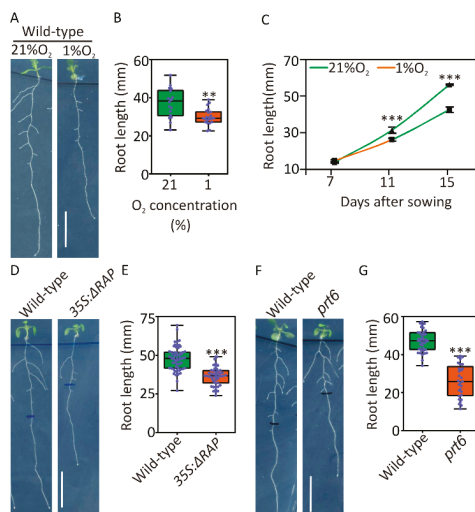 A
Wild-type
21%O₂ 1%O₂
B
Root length (mm)
60
40
20
0
**
21 1
O₂ concentration
(%)
C
Root length (mm)
70
50
30
10
21%O₂ 1%O₂
***
***
7 11 15
Days after sowing
D
Wild-type
35S:ΔRAP
E
Root length (mm)
75
50
25
0
***
Wild-type
35S:ΔRAP
F
Wild-type
prt6
G
Root length (mm)
60
40
20
0
***
Wild-type
prt6